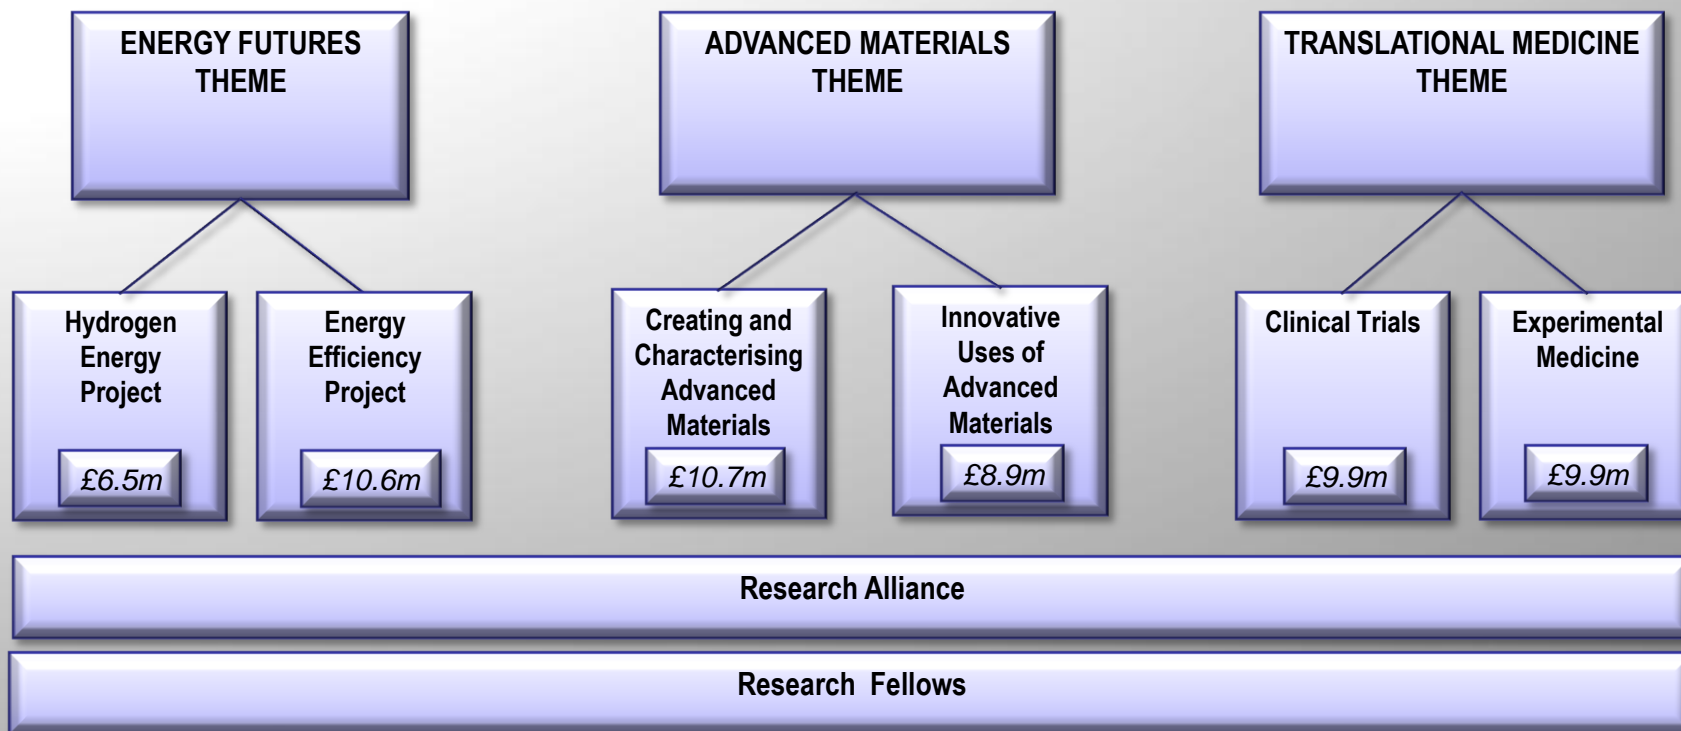 ENERGY FUTURES
THEME
ADVANCED MATERIALS
THEME
TRANSLATIONAL MEDICINE
THEME
Hydrogen
Energy
Project
£6.5m
Energy
Efficiency
Project
£10.6m
Creating and
Characterising
Advanced
Materials
£10.7m
Innovative
Uses of
Advanced
Materials
£8.9m
Clinical Trials
£9.9m
Experimental
Medicine
£9.9m
Research Alliance
Research Fellows